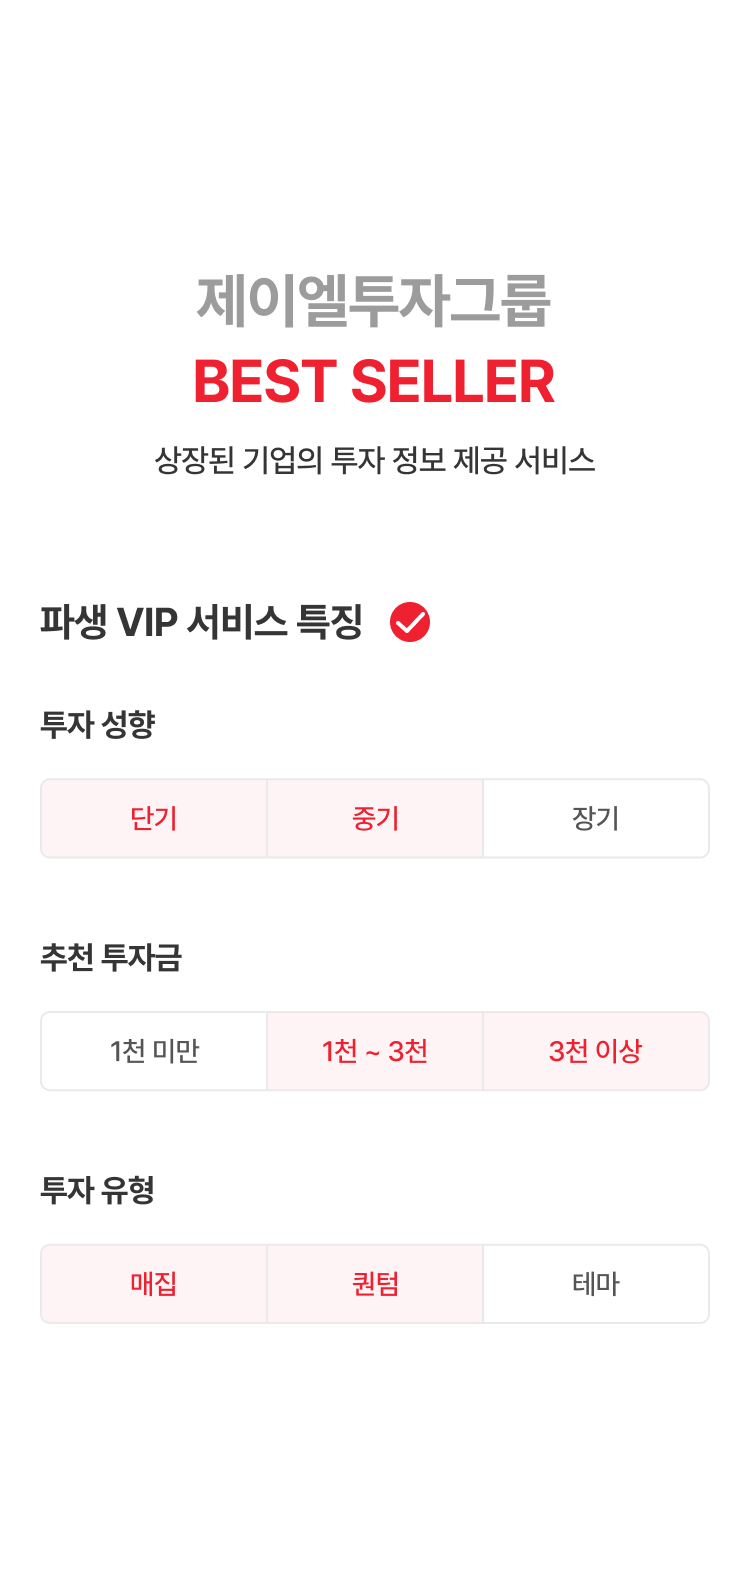 제이엘투자그룹
BEST SELLER
상장된 기업의 투자 정보 제공 서비스
파생 VIP 서비스 특징
투자 성향
단기 중기 장기
추천 투자금
1천 미만 1천 ~ 3천 3천 이상
투자 유형
매집 퀀텀 테마